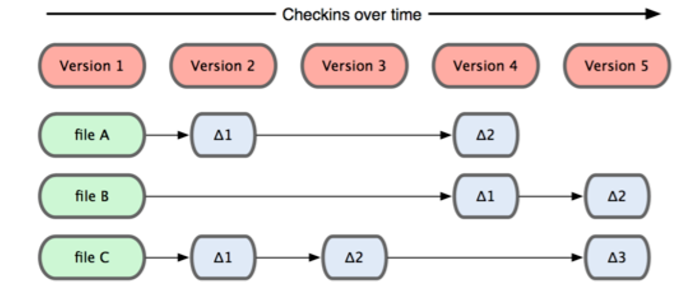 Checkins over time
Version 1 Version 2 Version 3 Version 4 Version 5
file A Δ1 Δ2
file B Δ1 Δ2
file C Δ1 Δ2 Δ3